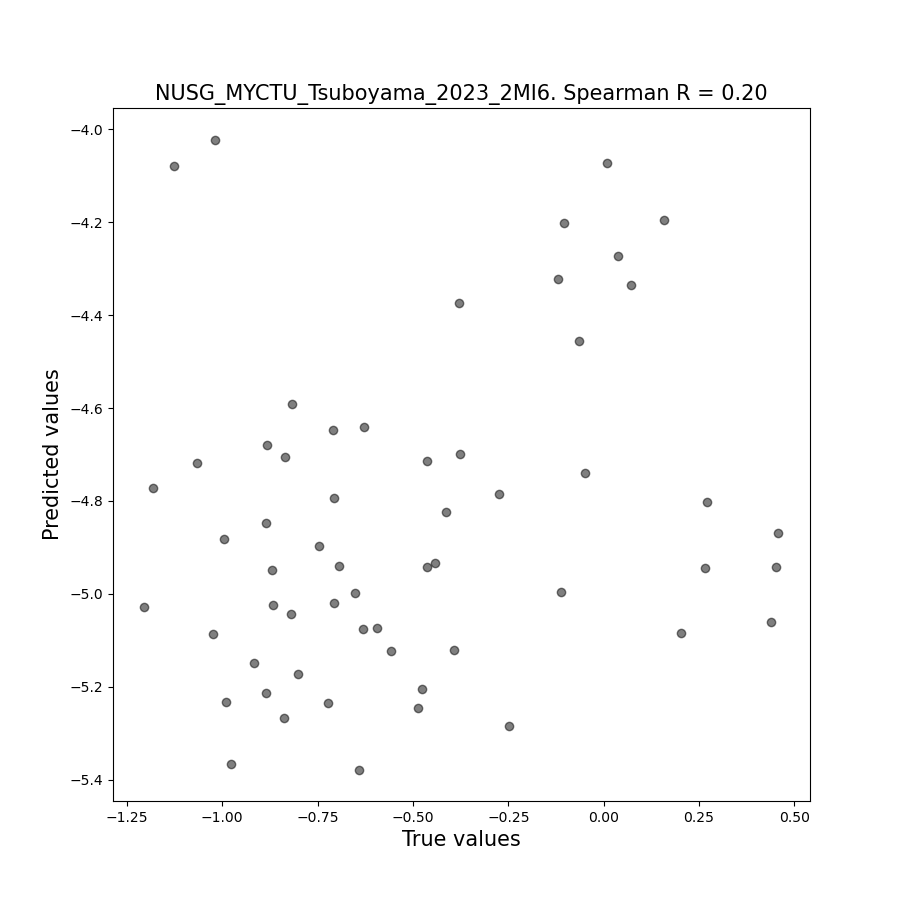 NUSG_MYCTU_Tsuboyama_2023_2MI6. Spearman R = 0.20
−4.0
−4.2
−4.4
−4.6
−4.8
−5.0
−5.2
−5.4
Predicted values
−1.25 −1.00 −0.75 −0.50 −0.25 0.00 0.25 0.50
True values